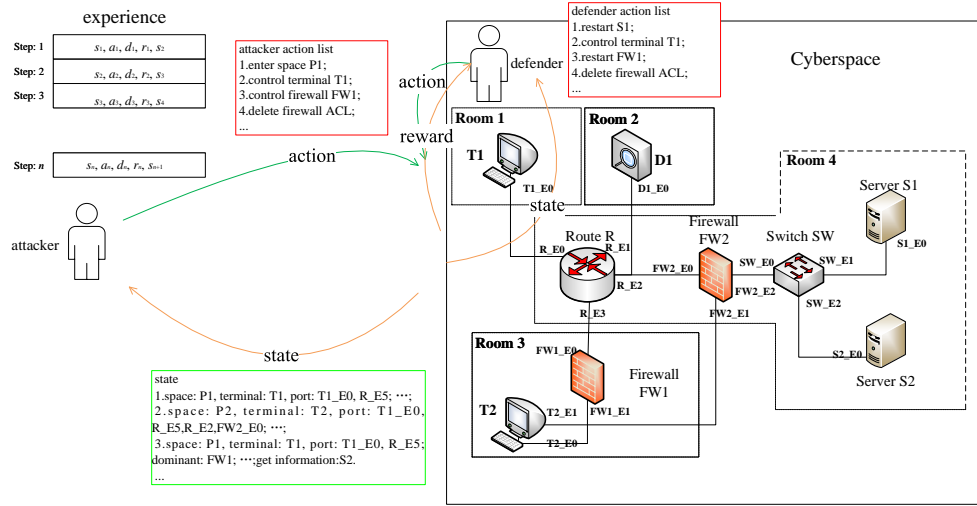 experience
Step: 1
s₁, a₁, d₁, r₁, s₂
Step: 2
s₂, a₂, d₂, r₂, s₃
Step: 3
s₃, a₃, d₃, r₃, s₄
Step: n
sₙ, aₙ, dₙ, rₙ, sₙ₊₁
attacker
attacker action list
1.enter space P1;
2.control terminal T1;
3.control firewall FW1;
4.delete firewall ACL;
...
action
action
reward
state
state
defender
defender action list
1.restart S1;
2.control terminal T1;
3.restart FW1;
4.delete firewall ACL;
...
Cyberspace
Room 1
T1
T1_E0
Room 2
D1
D1_E0
Room 4
Server S1
S1_E0
Route R
R_E0
R_E1
R_E2
R_E3
Firewall
FW2
FW2_E0
FW2_E2
FW2_E1
Switch SW
SW_E0
SW_E1
SW_E2
S2_E0
Server S2
Room 3
FW1_E0
Firewall
FW1
FW1_E1
T2
T2_E1
T2_E0
state
1.space: P1, terminal: T1, port: T1_E0, R_E5; ···;
2.space: P2, terminal: T2, port: T1_E0,
R_E5,R_E2,FW2_E0; ···;
3.space: P1, terminal: T1, port: T1_E0, R_E5;
dominant: FW1; ···;get information:S2.
...